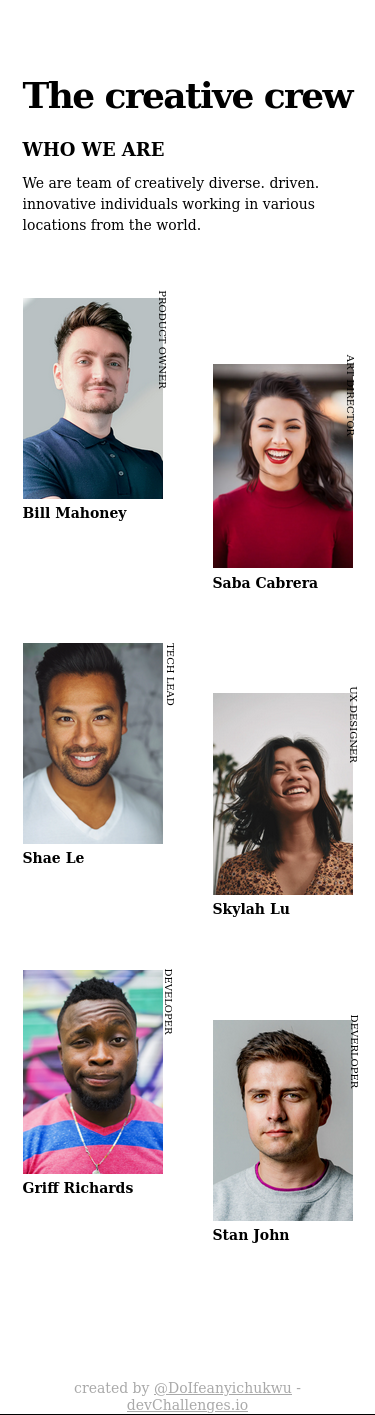 The creative crew
WHO WE ARE
We are team of creatively diverse. driven.
innovative individuals working in various
locations from the world.
PRODUCT OWNER
Bill Mahoney
ART DIRECTOR
Saba Cabrera
TECH LEAD
Shae Le
UX DESIGNER
Skylah Lu
DEVELOPER
Griff Richards
DEVERLOPER
Stan John
created by @DoIfeanyichukwu -
devChallenges.io